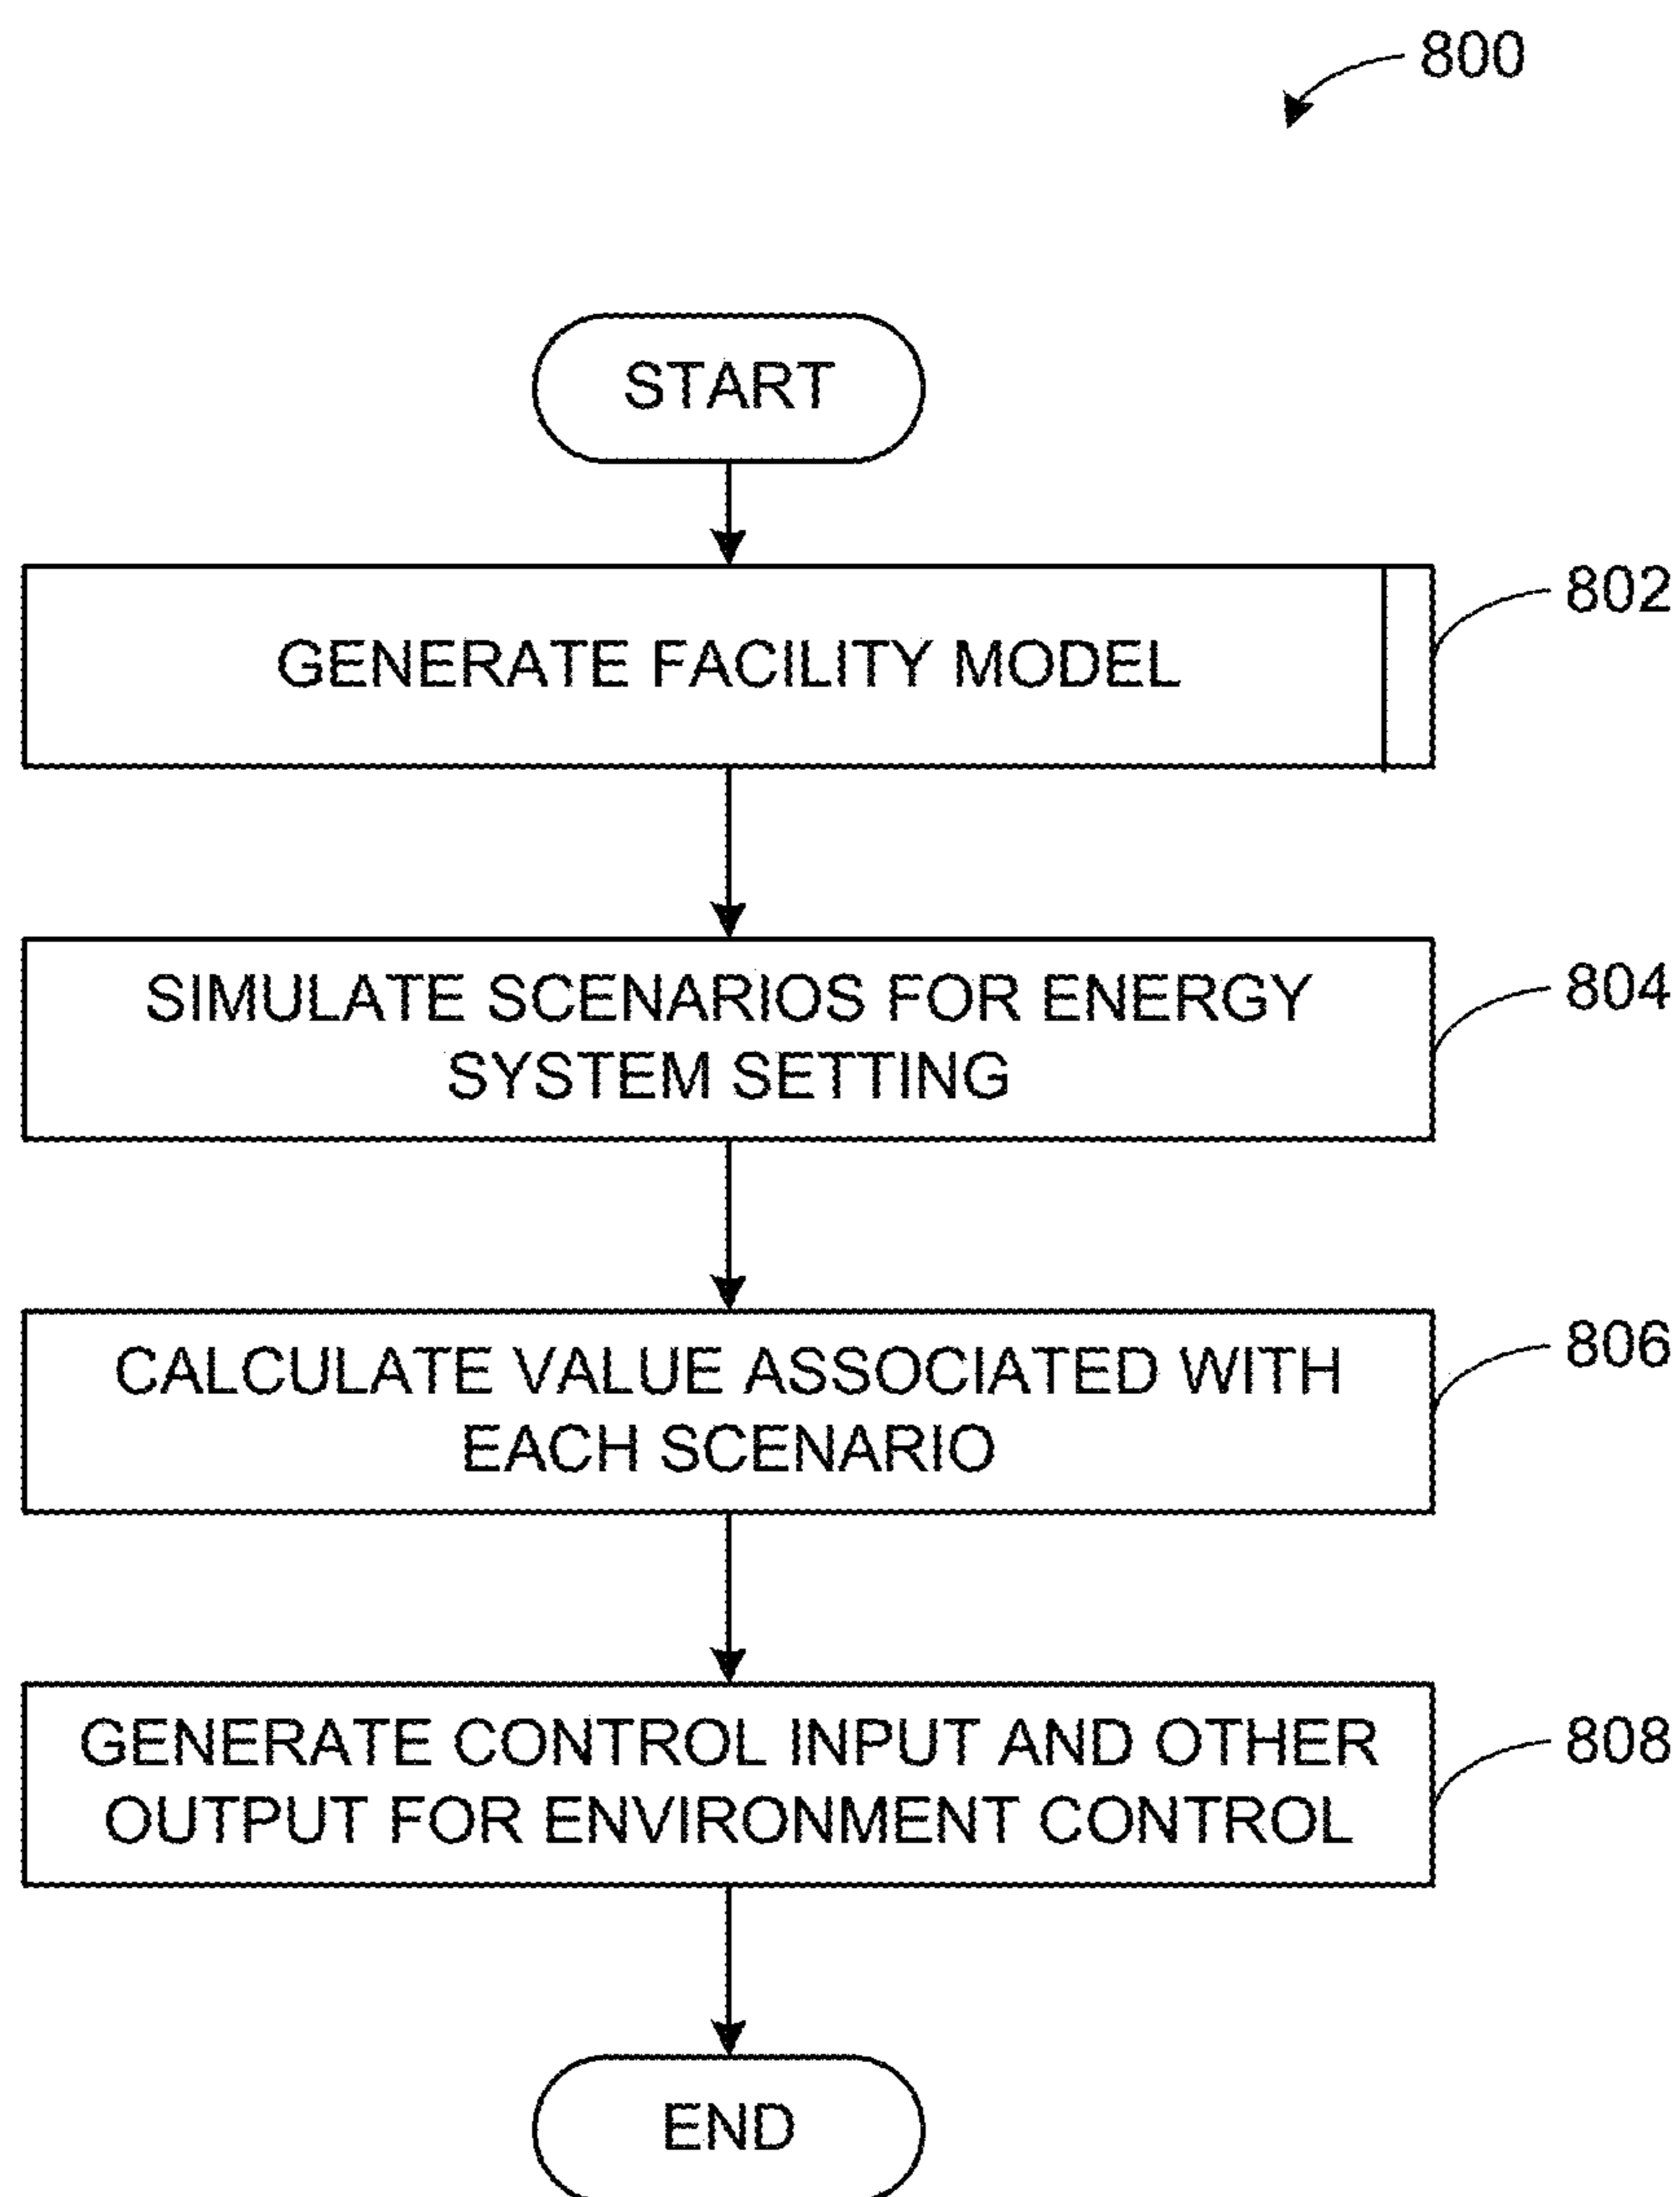 800
START
GENERATE FACILITY MODEL
802
SIMULATE SCENARIOS FOR ENERGY
SYSTEM SETTING
804
CALCULATE VALUE ASSOCIATED WITH
EACH SCENARIO
806
GENERATE CONTROL INPUT AND OTHER
OUTPUT FOR ENVIRONMENT CONTROL
808
END